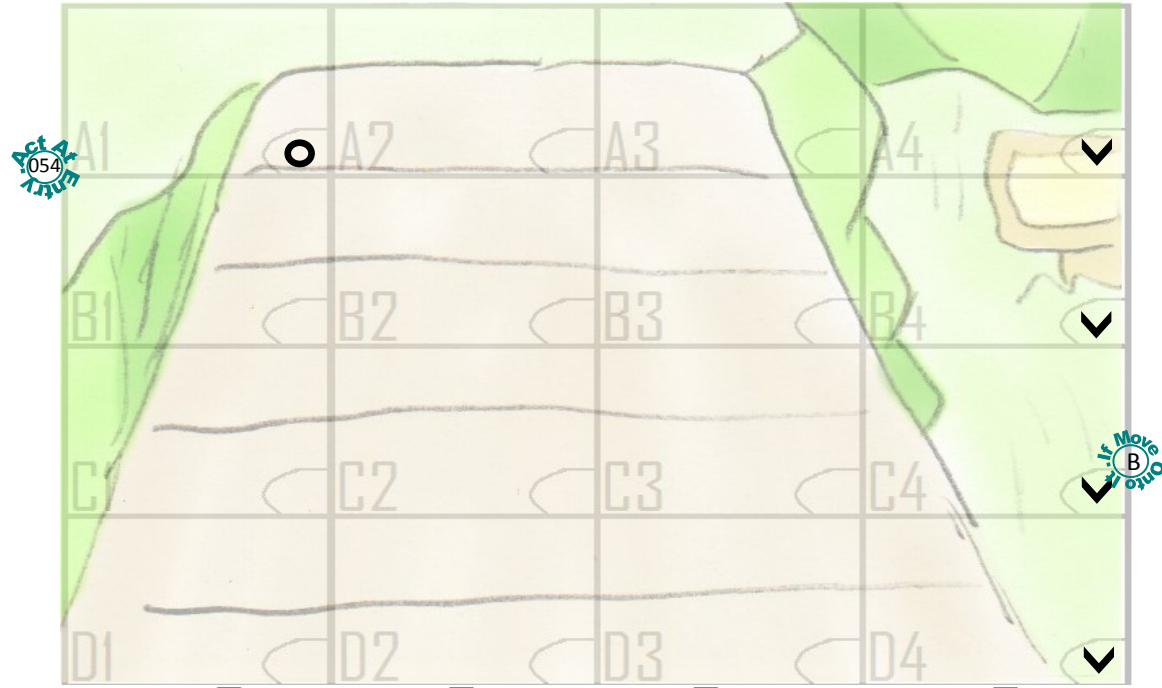 A1 A2 A3 A4
Act At Entry.
054
B1 B2 B3 B4
If Move Onto It.
B
C1 C2 C3 C4
D1 D2 D3 D4